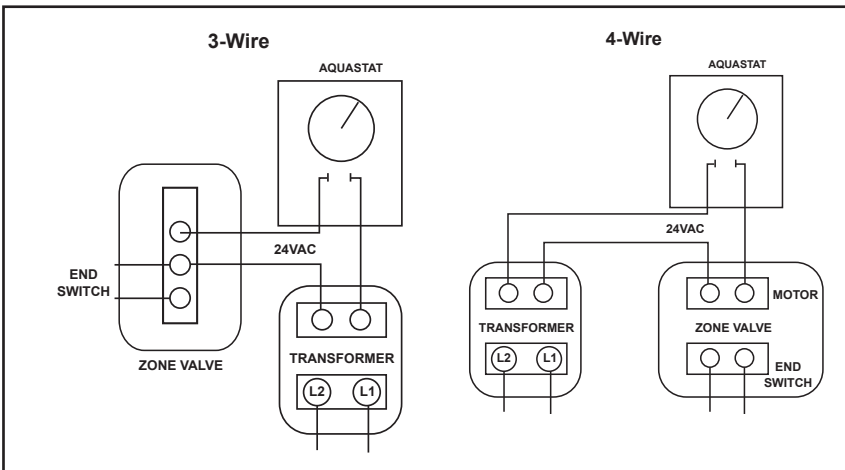 3-Wire
AQUASTAT
24VAC
END
SWITCH
ZONE VALVE
TRANSFORMER
L2 L1
4-Wire
AQUASTAT
24VAC
MOTOR
TRANSFORMER
ZONE VALVE
L2 L1
END
SWITCH